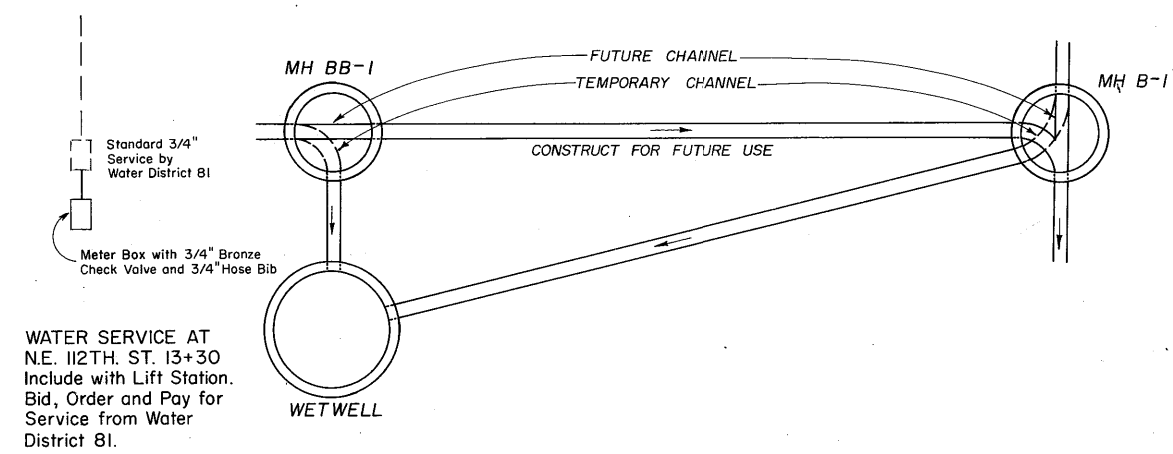 FUTURE CHANNEL
TEMPORARY CHANNEL
MH BB-1
MH B-1
CONSTRUCT FOR FUTURE USE
Standard 3/4"
Service by
Water District 81
Meter Box with 3/4" Bronze
Check Valve and 3/4" Hose Bib
WATER SERVICE AT
N.E. 112TH. ST. 13+30
Include with Lift Station.
Bid, Order and Pay for
Service from Water
District 81.
WETWELL